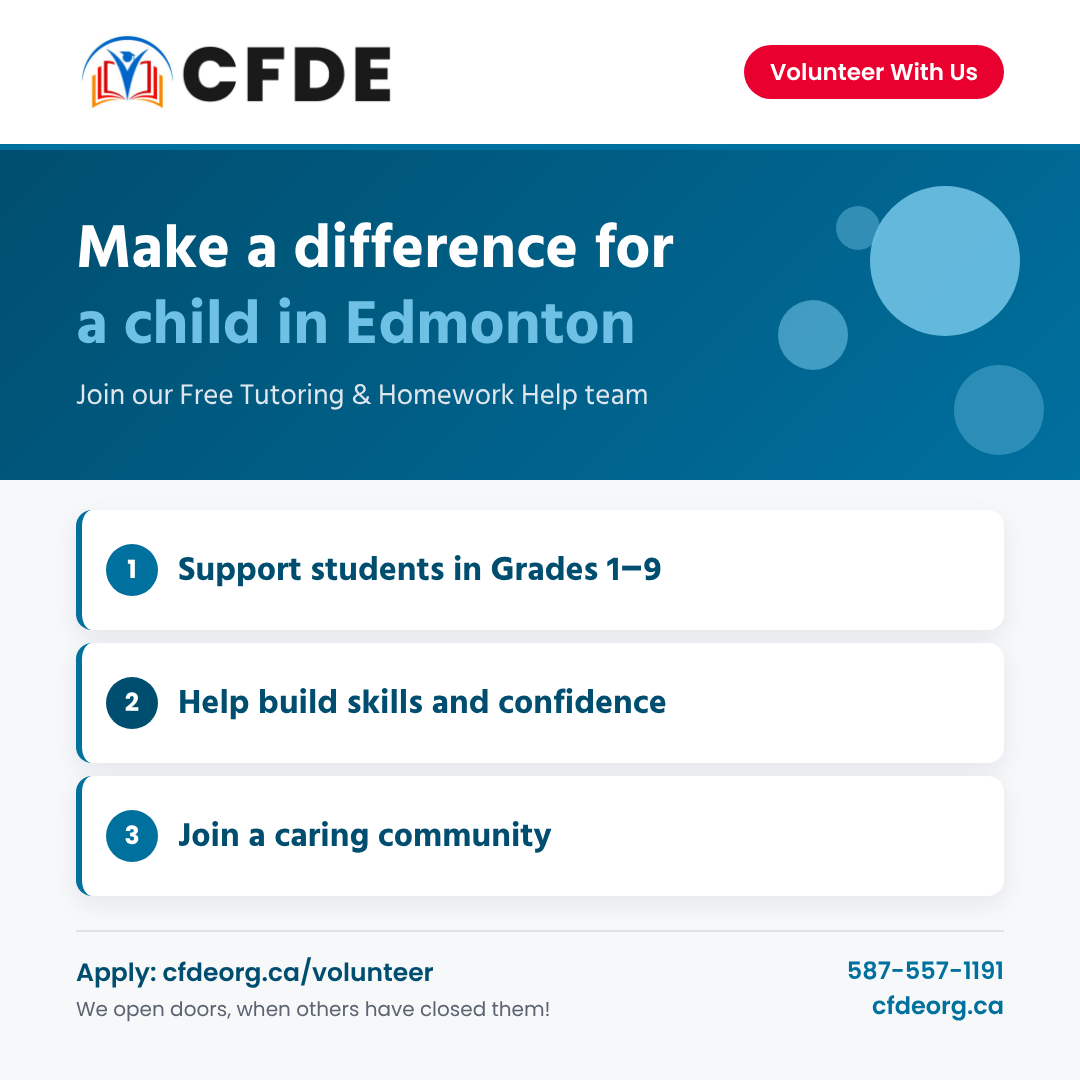 CFDE
Volunteer With Us
Make a difference for
a child in Edmonton
Join our Free Tutoring & Homework Help team
1 Support students in Grades 1–9
2 Help build skills and confidence
3 Join a caring community
Apply: cfdeorg.ca/volunteer
We open doors, when others have closed them!
587-557-1191
cfdeorg.ca